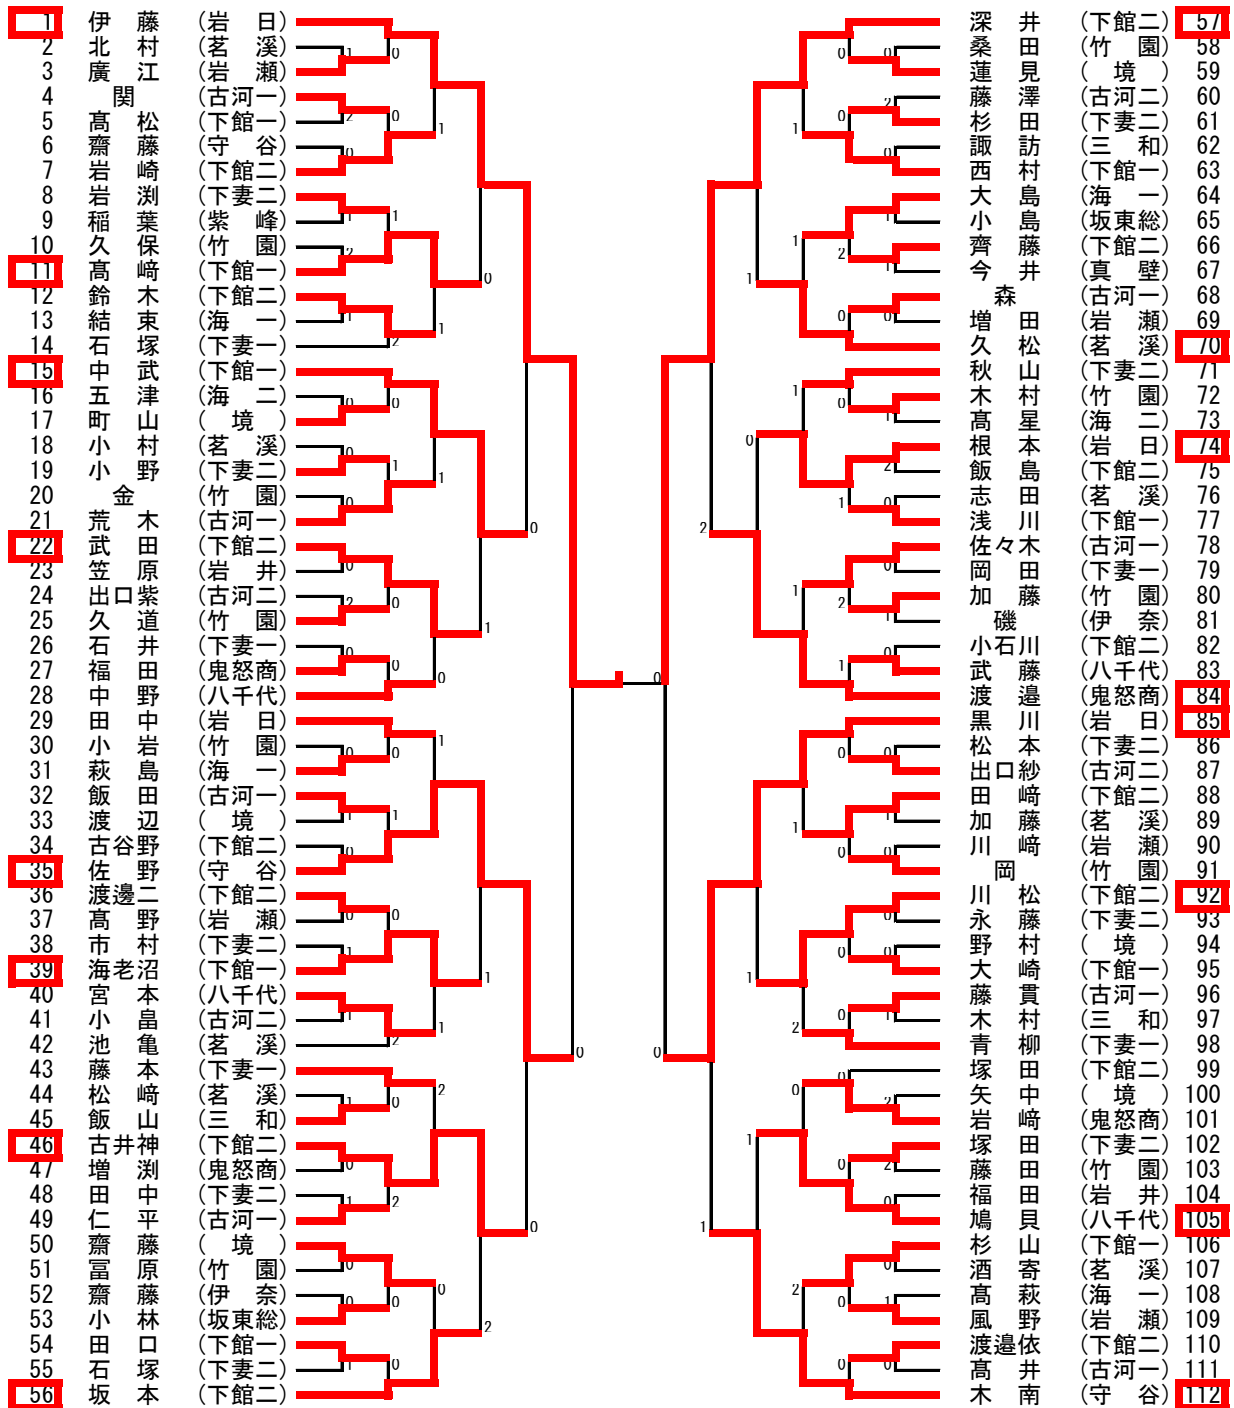 1 伊藤 (岩日) 深井 (下館二) 57
2 北村 (茗溪) 桑田 (竹園) 58
3 廣江 (岩瀬) 蓮見 (境) 59
4 関 (古河一) 藤澤 (古河二) 60
5 髙松 (下館一) 杉田 (下妻二) 61
6 齋藤 (守谷) 諏訪 (三和) 62
7 岩崎 (下館二) 西村 (下館一) 63
8 岩渕 (下妻二) 大島 (海一) 64
9 稲葉 (紫峰) 小島 (坂東総) 65
10 久保 (竹園) 齊藤 (下館二) 66
11 髙﨑 (下館一) 今井 (真壁) 67
12 鈴木 (下館二) 森 (古河一) 68
13 結束 (海一) 増田 (岩瀬) 69
14 石塚 (下妻一) 久松 (茗溪) 70
15 中武 (下館一) 秋山 (下妻二) 71
16 五津 (海二) 木村 (竹園) 72
17 町山 (境) 髙星 (海二) 73
18 小村 (茗溪) 根本 (岩日) 74
19 小野 (下妻二) 飯島 (下館二) 75
20 金 (竹園) 志田 (茗溪) 76
21 荒木 (古河一) 浅川 (下館一) 77
22 武田 (下館二) 佐々木 (古河一) 78
23 笠原 (岩井) 岡田 (下妻一) 79
24 出口紫 (古河二) 加藤 (竹園) 80
25 久道 (竹園) 磯 (伊奈) 81
26 石井 (下妻一) 小石川 (下館二) 82
27 福田 (鬼怒商) 武藤 (八千代) 83
28 中野 (八千代) 渡邉 (鬼怒商) 84
29 田中 (岩日) 黒川 (岩日) 85
30 小岩 (竹園) 松本 (下妻二) 86
31 萩島 (海一) 出口紗 (古河二) 87
32 飯田 (古河一) 田﨑 (下館二) 88
33 渡辺 (境) 加藤 (茗溪) 89
34 古谷野 (下館二) 川﨑 (岩瀬) 90
35 佐野 (守谷) 岡 (竹園) 91
36 渡邊二 (下館二) 川松 (下館二) 92
37 髙野 (岩瀬) 永藤 (下妻二) 93
38 市村 (下妻二) 野村 (境) 94
39 海老沼 (下館一) 大崎 (下館一) 95
40 宮本 (八千代) 藤貫 (古河一) 96
41 小畠 (古河二) 木村 (三和) 97
42 池亀 (茗溪) 青柳 (下妻一) 98
43 藤本 (下妻一) 塚田 (下館二) 99
44 松﨑 (茗溪) 矢中 (境) 100
45 飯山 (三和) 岩﨑 (鬼怒商) 101
46 古井神 (下館二) 塚田 (下妻二) 102
47 増渕 (鬼怒商) 藤田 (竹園) 103
48 田中 (下妻二) 福田 (岩井) 104
49 仁平 (古河一) 鳩貝 (八千代) 105
50 齋藤 (境) 杉山 (下館一) 106
51 冨原 (竹園) 酒寄 (茗溪) 107
52 齋藤 (伊奈) 髙萩 (海一) 108
53 小林 (坂東総) 風野 (岩瀬) 109
54 田口 (下館一) 渡邉依 (下館二) 110
55 石塚 (下妻二) 髙井 (古河一) 111
56 坂本 (下館二) 木南 (守谷) 112